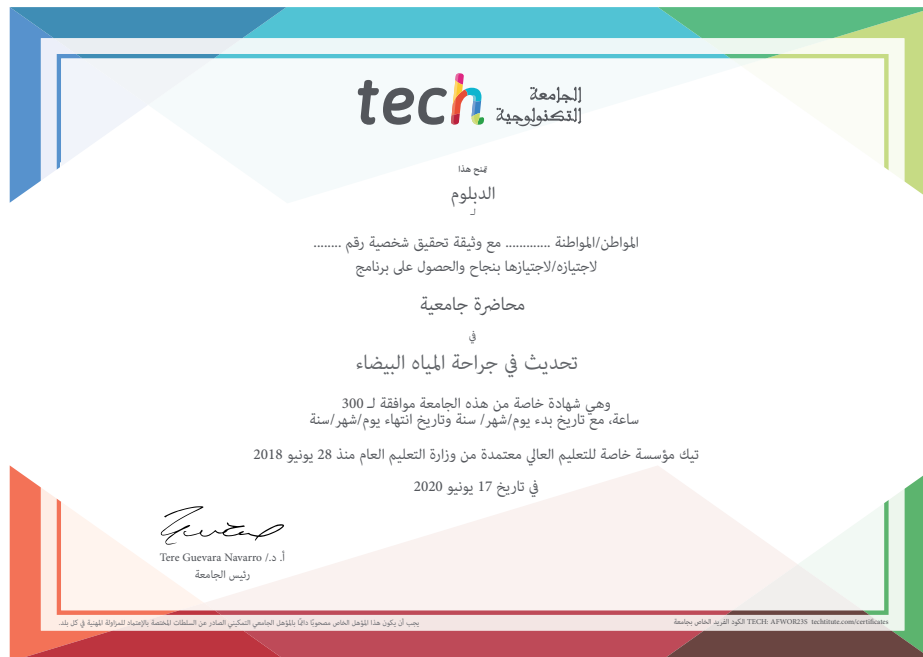 tech الجامعة
التكنولوجية
تمنح هذا
الدبلوم
لـ
المواطن/المواطنة ............. مع وثيقة تحقيق شخصية رقم ........
لاجتيازه/لاجتيازها بنجاح والحصول على برنامج
محاضرة جامعية
في
تحديث في جراحة المياه البيضاء
وهي شهادة خاصة من هذه الجامعة موافقة لـ 300
ساعة، مع تاريخ بدء يوم/شهر/ سنة وتاريخ انتهاء يوم/شهر/سنة
تيك مؤسسة خاصة للتعليم العالي معتمدة من وزارة التعليم العام منذ 28 يونيو 2018
في تاريخ 17 يونيو 2020
أ. د./ Tere Guevara Navarro
رئيس الجامعة
يجب أن يكون هذا المؤهل الخاص مصحوبًا دائمًا بالمؤهل الجامعي التمكيني الصادر عن السلطات المختصة بالإعتماد للمزاولة المهنية في كل بلد.
الكود الفريد الخاص بجامعة TECH: AFWOR23S techtitute.com/certificates